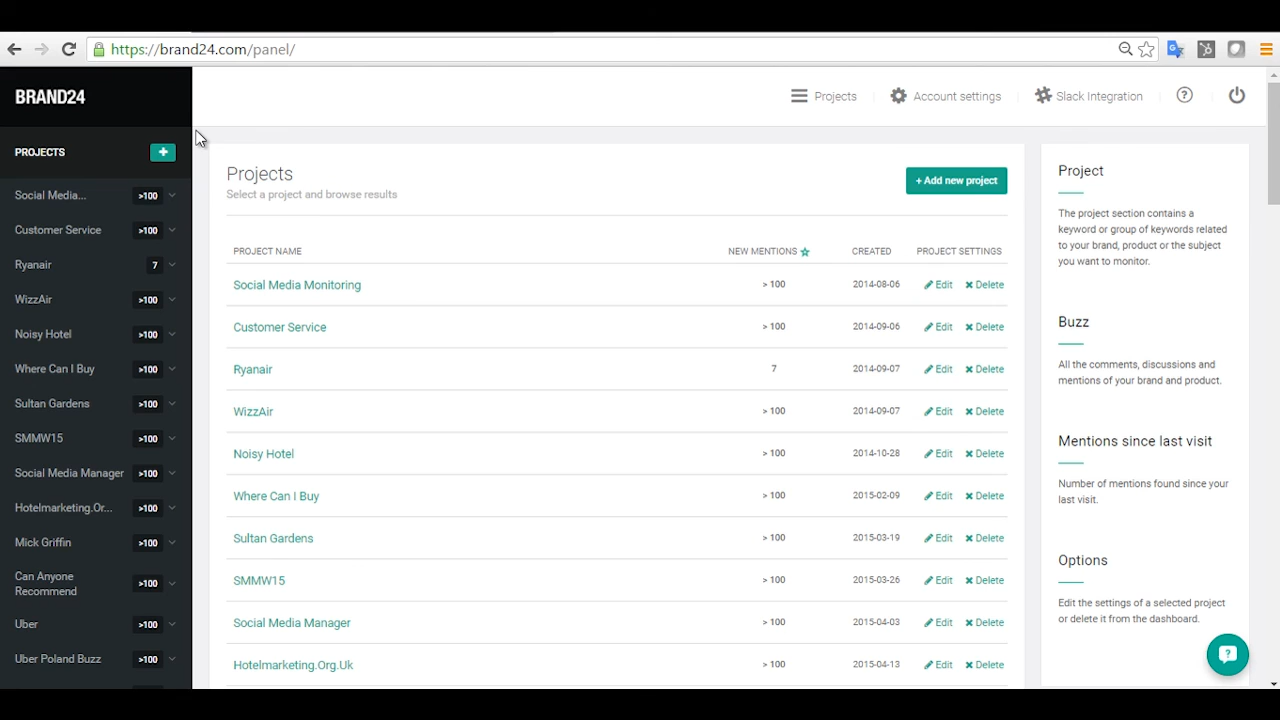 https://brand24.com/panel/
BRAND24
Projects
Account settings
Slack Integration
PROJECTS
Social Media... >100
Customer Service >100
Ryanair 7
WizzAir >100
Noisy Hotel >100
Where Can I Buy >100
Sultan Gardens >100
SMMW15 >100
Social Media Manager >100
Hotelmarketing.Or... >100
Mick Griffin >100
Can Anyone
Recommend >100
Uber >100
Uber Poland Buzz >100
Projects
Select a project and browse results
+ Add new project
PROJECT NAME NEW MENTIONS CREATED PROJECT SETTINGS
Social Media Monitoring > 100 2014-08-06 Edit Delete
Customer Service > 100 2014-09-06 Edit Delete
Ryanair 7 2014-09-07 Edit Delete
WizzAir > 100 2014-09-07 Edit Delete
Noisy Hotel > 100 2014-10-28 Edit Delete
Where Can I Buy > 100 2015-02-09 Edit Delete
Sultan Gardens > 100 2015-03-19 Edit Delete
SMMW15 > 100 2015-03-26 Edit Delete
Social Media Manager > 100 2015-04-03 Edit Delete
Hotelmarketing.Org.Uk > 100 2015-04-13 Edit Delete
Project
The project section contains a
keyword or group of keywords related
to your brand, product or the subject
you want to monitor.
Buzz
All the comments, discussions and
mentions of your brand and product.
Mentions since last visit
Number of mentions found since your
last visit.
Options
Edit the settings of a selected project
or delete it from the dashboard.